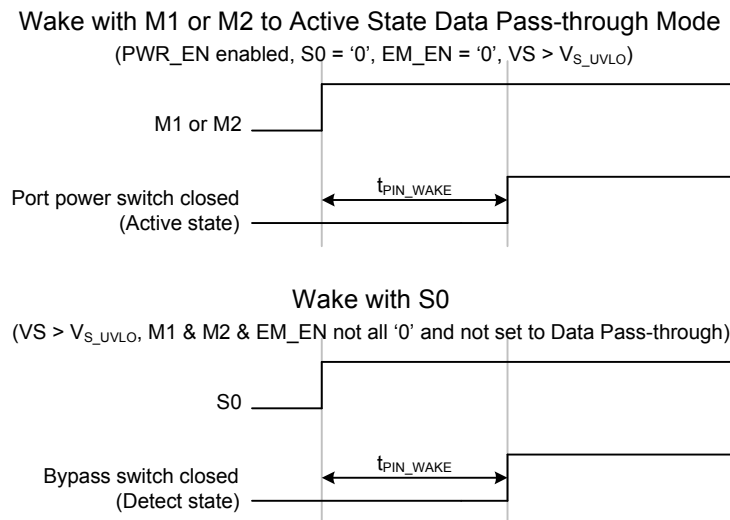 Wake with M1 or M2 to Active State Data Pass-through Mode
(PWR_EN enabled, S0 = ‘0’, EM_EN = ‘0’, VS > VS_UVLO)
M1 or M2
tPIN_WAKE
Port power switch closed
(Active state)
Wake with S0
(VS > VS_UVLO, M1 & M2 & EM_EN not all ‘0’ and not set to Data Pass-through)
S0
tPIN_WAKE
Bypass switch closed
(Detect state)